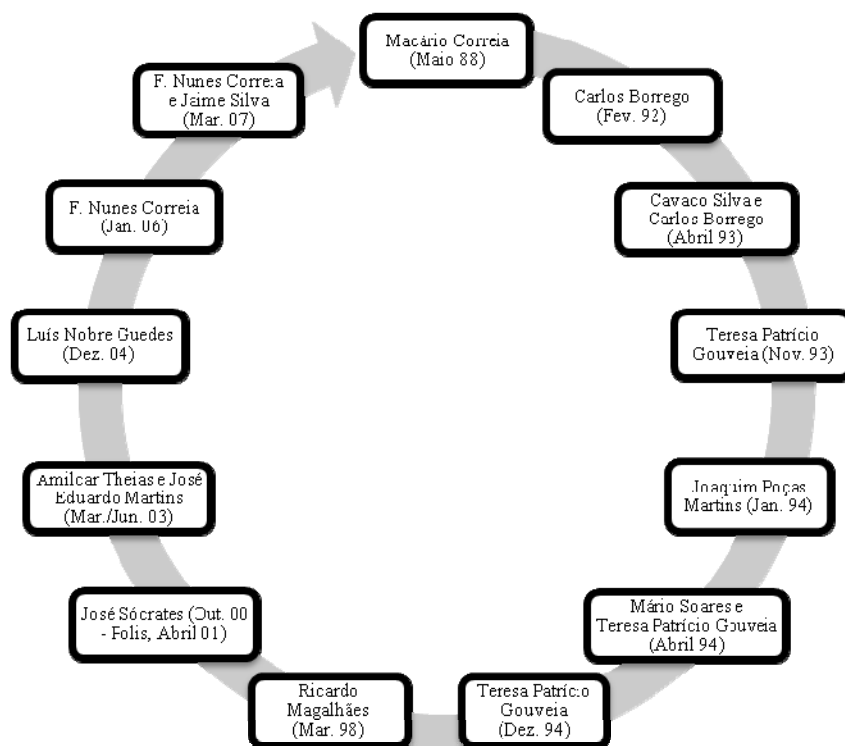 Macário Correia
(Maio 88)
Carlos Borrego
(Fev. 92)
Cavaco Silva e
Carlos Borrego
(Abril 93)
Teresa Patrício
Gouveia (Nov. 93)
Joaquim Poças
Martins (Jan. 94)
Mário Soares e
Teresa Patrício Gouveia
(Abril 94)
Teresa Patrício
Gouveia
(Dez. 94)
Ricardo
Magalhães
(Mar. 98)
José Sócrates (Out. 00
- Polis, Abril 01)
Amilcar Theias e José
Eduardo Martins
(Mar./Jun. 03)
Luís Nobre Guedes
(Dez. 04)
F. Nunes Correia
(Jan. 06)
F. Nunes Correia
e Jaime Silva
(Mar. 07)